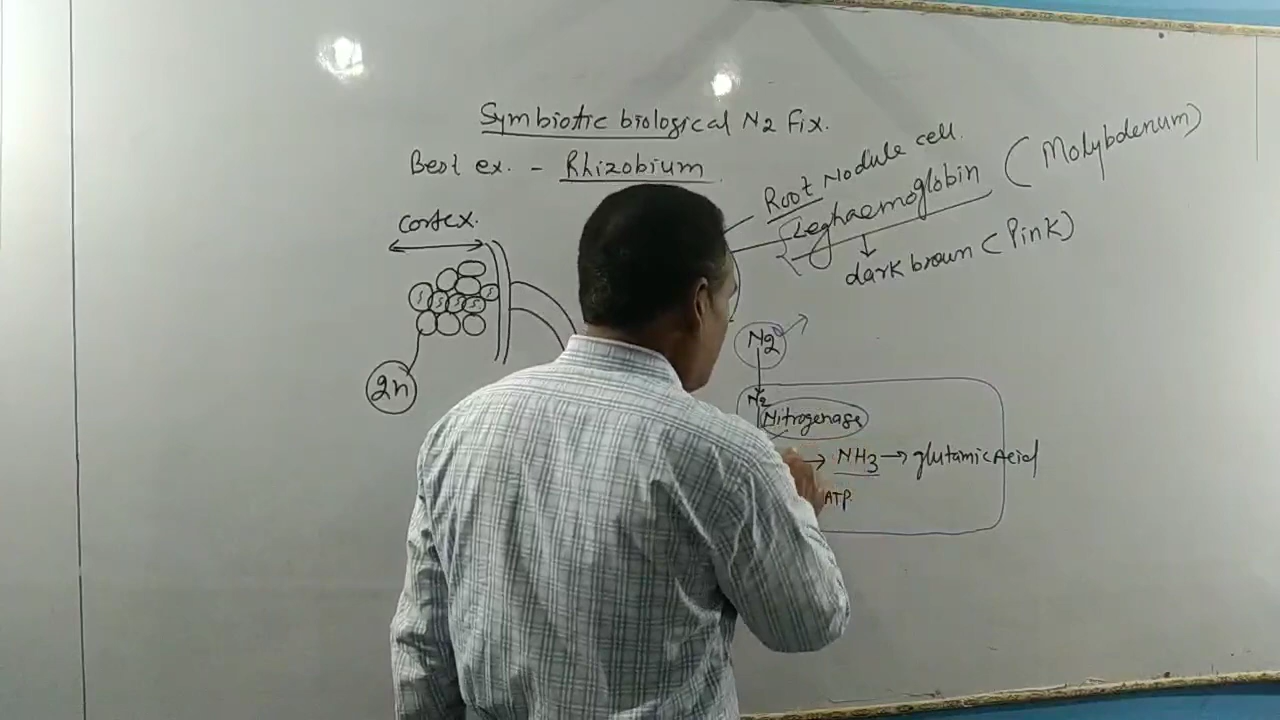 Symbiotic biological N2 Fix.
Best ex. - Rhizobium
Root Nodule cell.
Leghaemoglobin (Molybdenum)
dark brown (Pink)
cortex.
2n
N2
N2
Nitrogenase
→ NH3 → glutamic Acid
ATP.